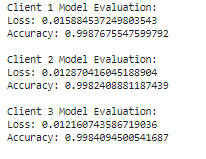 Client 1 Model Evaluation:
Loss: 0.015884537249803543
Accuracy: 0.9987675547599792
Client 2 Model Evaluation:
Loss: 0.012870416045188904
Accuracy: 0.9982408881187439
Client 3 Model Evaluation:
Loss: 0.012160743586719036
Accuracy: 0.9984094500541687